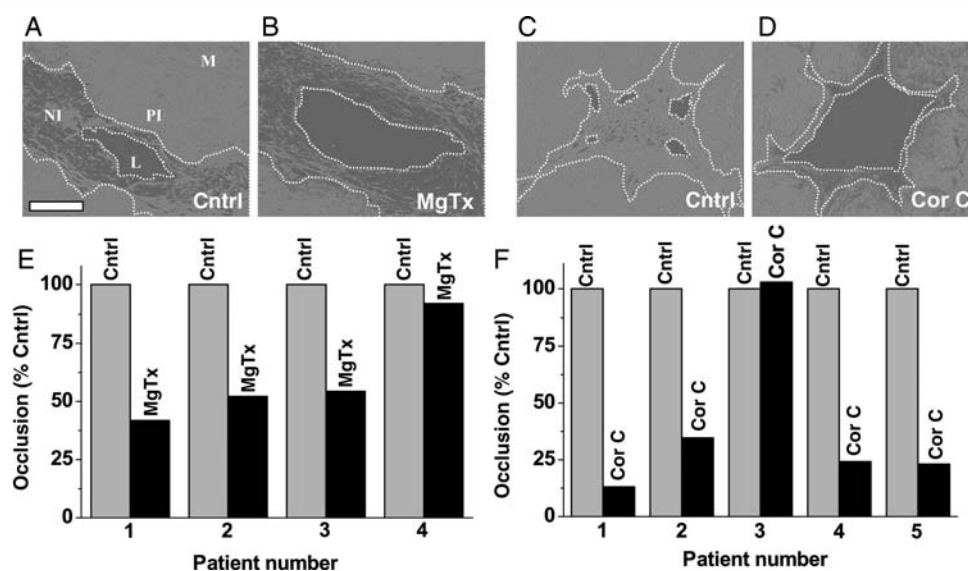 A
B
C
D
M
NI
PI
L
Cntrl
MgTx
Cntrl
Cor C
E
Occlusion (% Cntrl)
100
75
50
25
0
Cntrl
MgTx
Cntrl
MgTx
Cntrl
MgTx
Cntrl
MgTx
1 2 3 4
Patient number
F
Occlusion (% Cntrl)
100
75
50
25
0
Cntrl
Cor C
Cntrl
Cor C
Cntrl
Cor C
Cntrl
Cor C
Cntrl
Cor C
1 2 3 4 5
Patient number